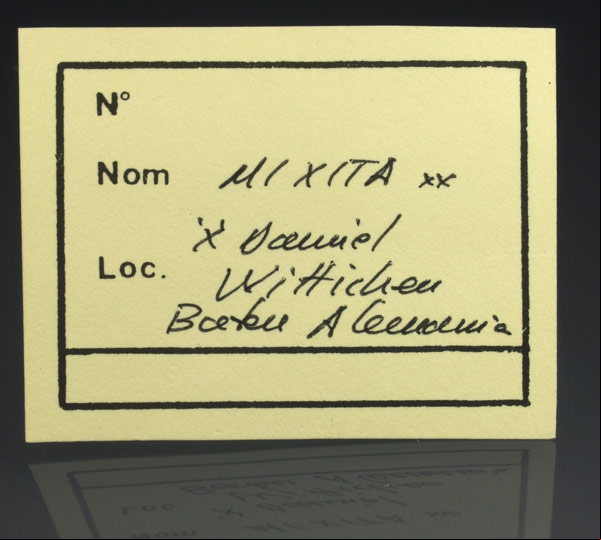 N°
Nom MIXITA xx
X Daniel
Loc. Wittichen
Baden Alemania